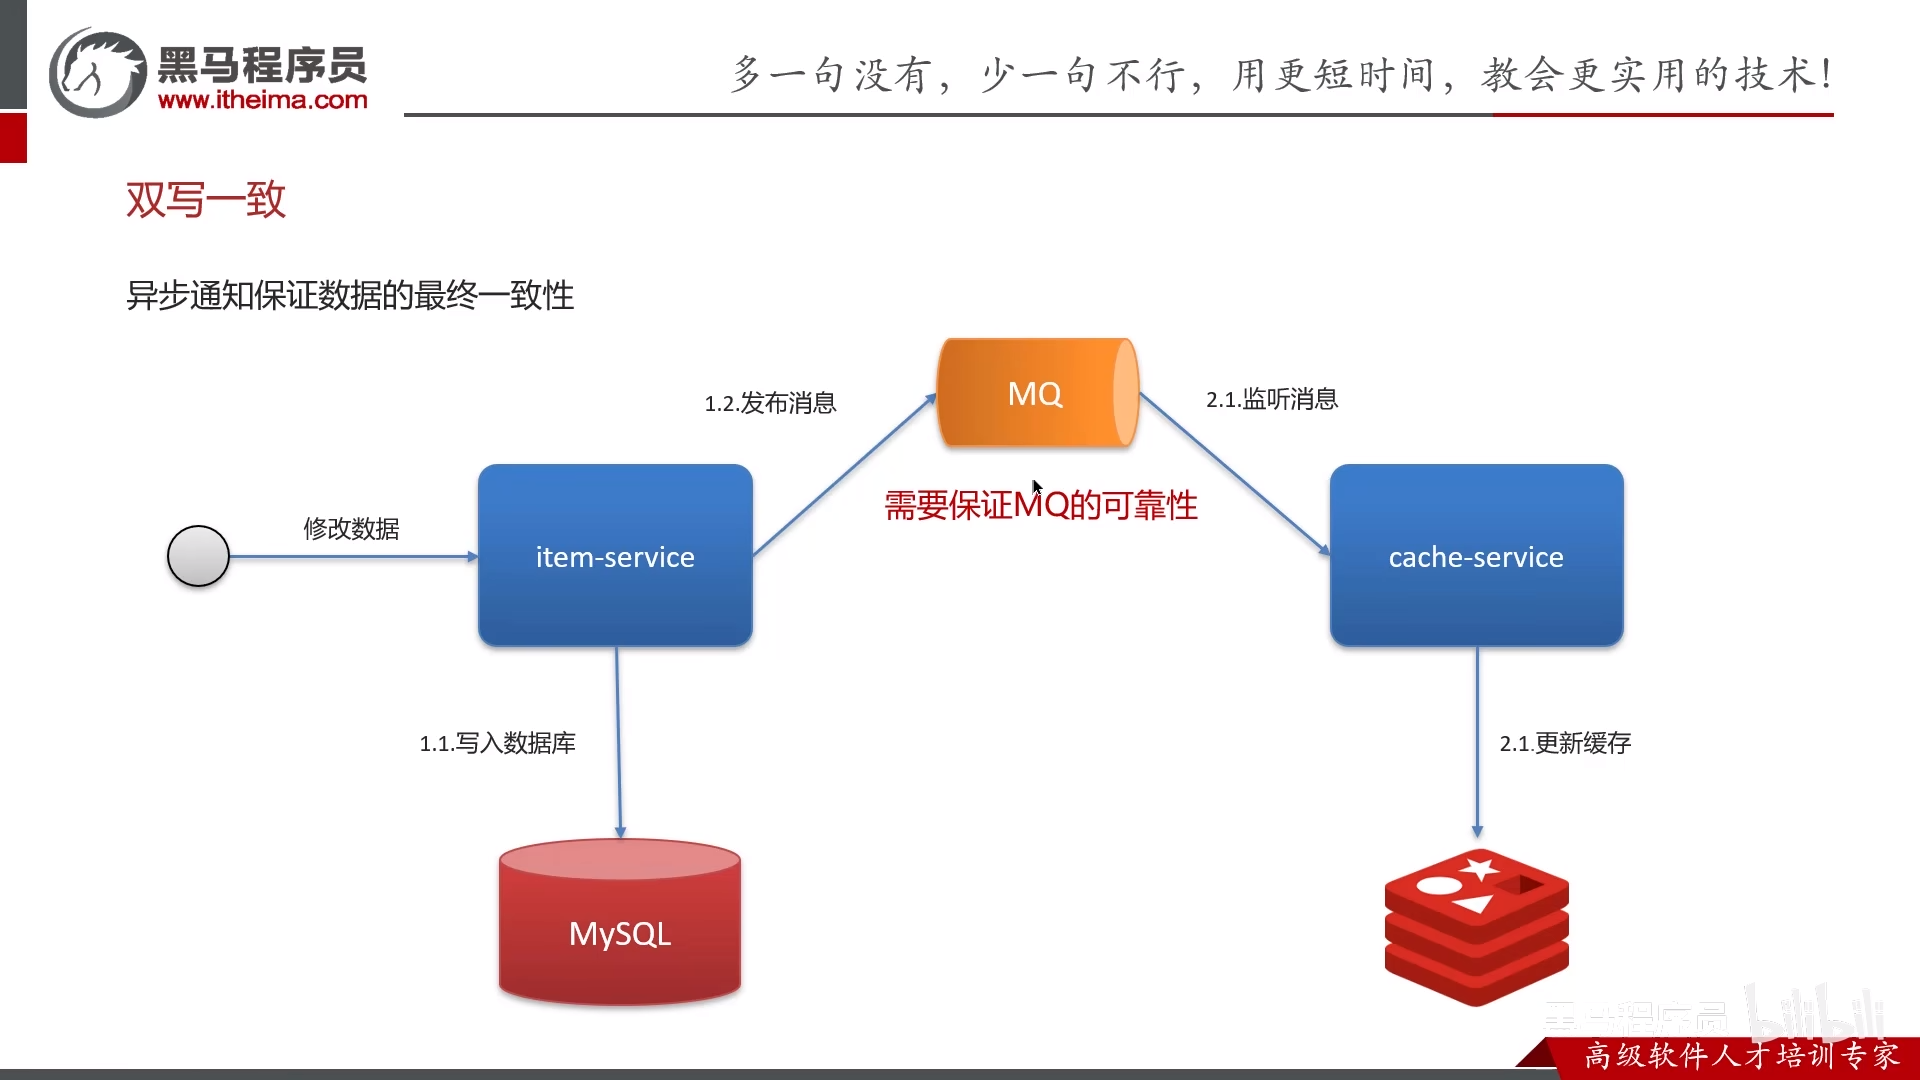 黑马程序员
www.itheima.com
多一句没有，少一句不行，用更短时间，教会更实用的技术！
双写一致
异步通知保证数据的最终一致性
MQ
1.2.发布消息
2.1.监听消息
需要保证MQ的可靠性
修改数据
item-service
cache-service
1.1.写入数据库
2.1.更新缓存
MySQL
黑马程序员 bilibili
高级软件人才培训专家